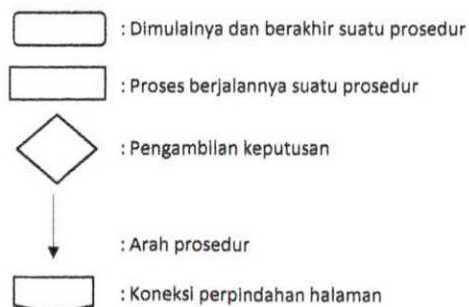 : Dimulainya dan berakhir suatu prosedur
: Proses berjalannya suatu prosedur
: Pengambilan keputusan
: Arah prosedur
: Koneksi perpindahan halaman